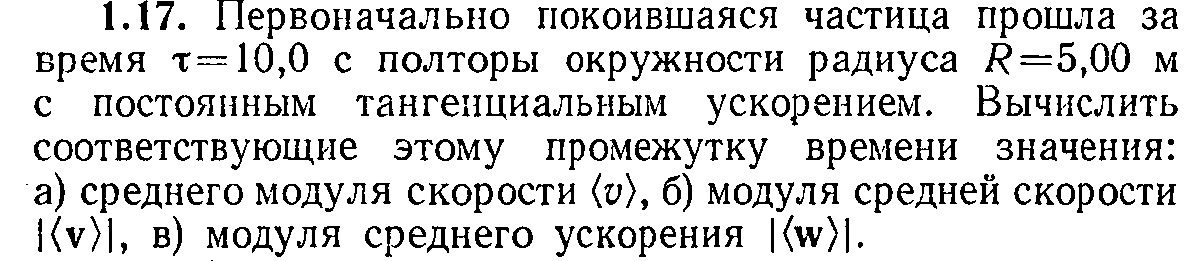 1.17. Первоначально покоившаяся частица прошла за
время τ=10,0 с полторы окружности радиуса R=5,00 м
с постоянным тангенциальным ускорением. Вычислить
соответствующие этому промежутку времени значения:
а) среднего модуля скорости ⟨v⟩, б) модуля средней скорости
|⟨v⟩|, в) модуля среднего ускорения |⟨w⟩|.